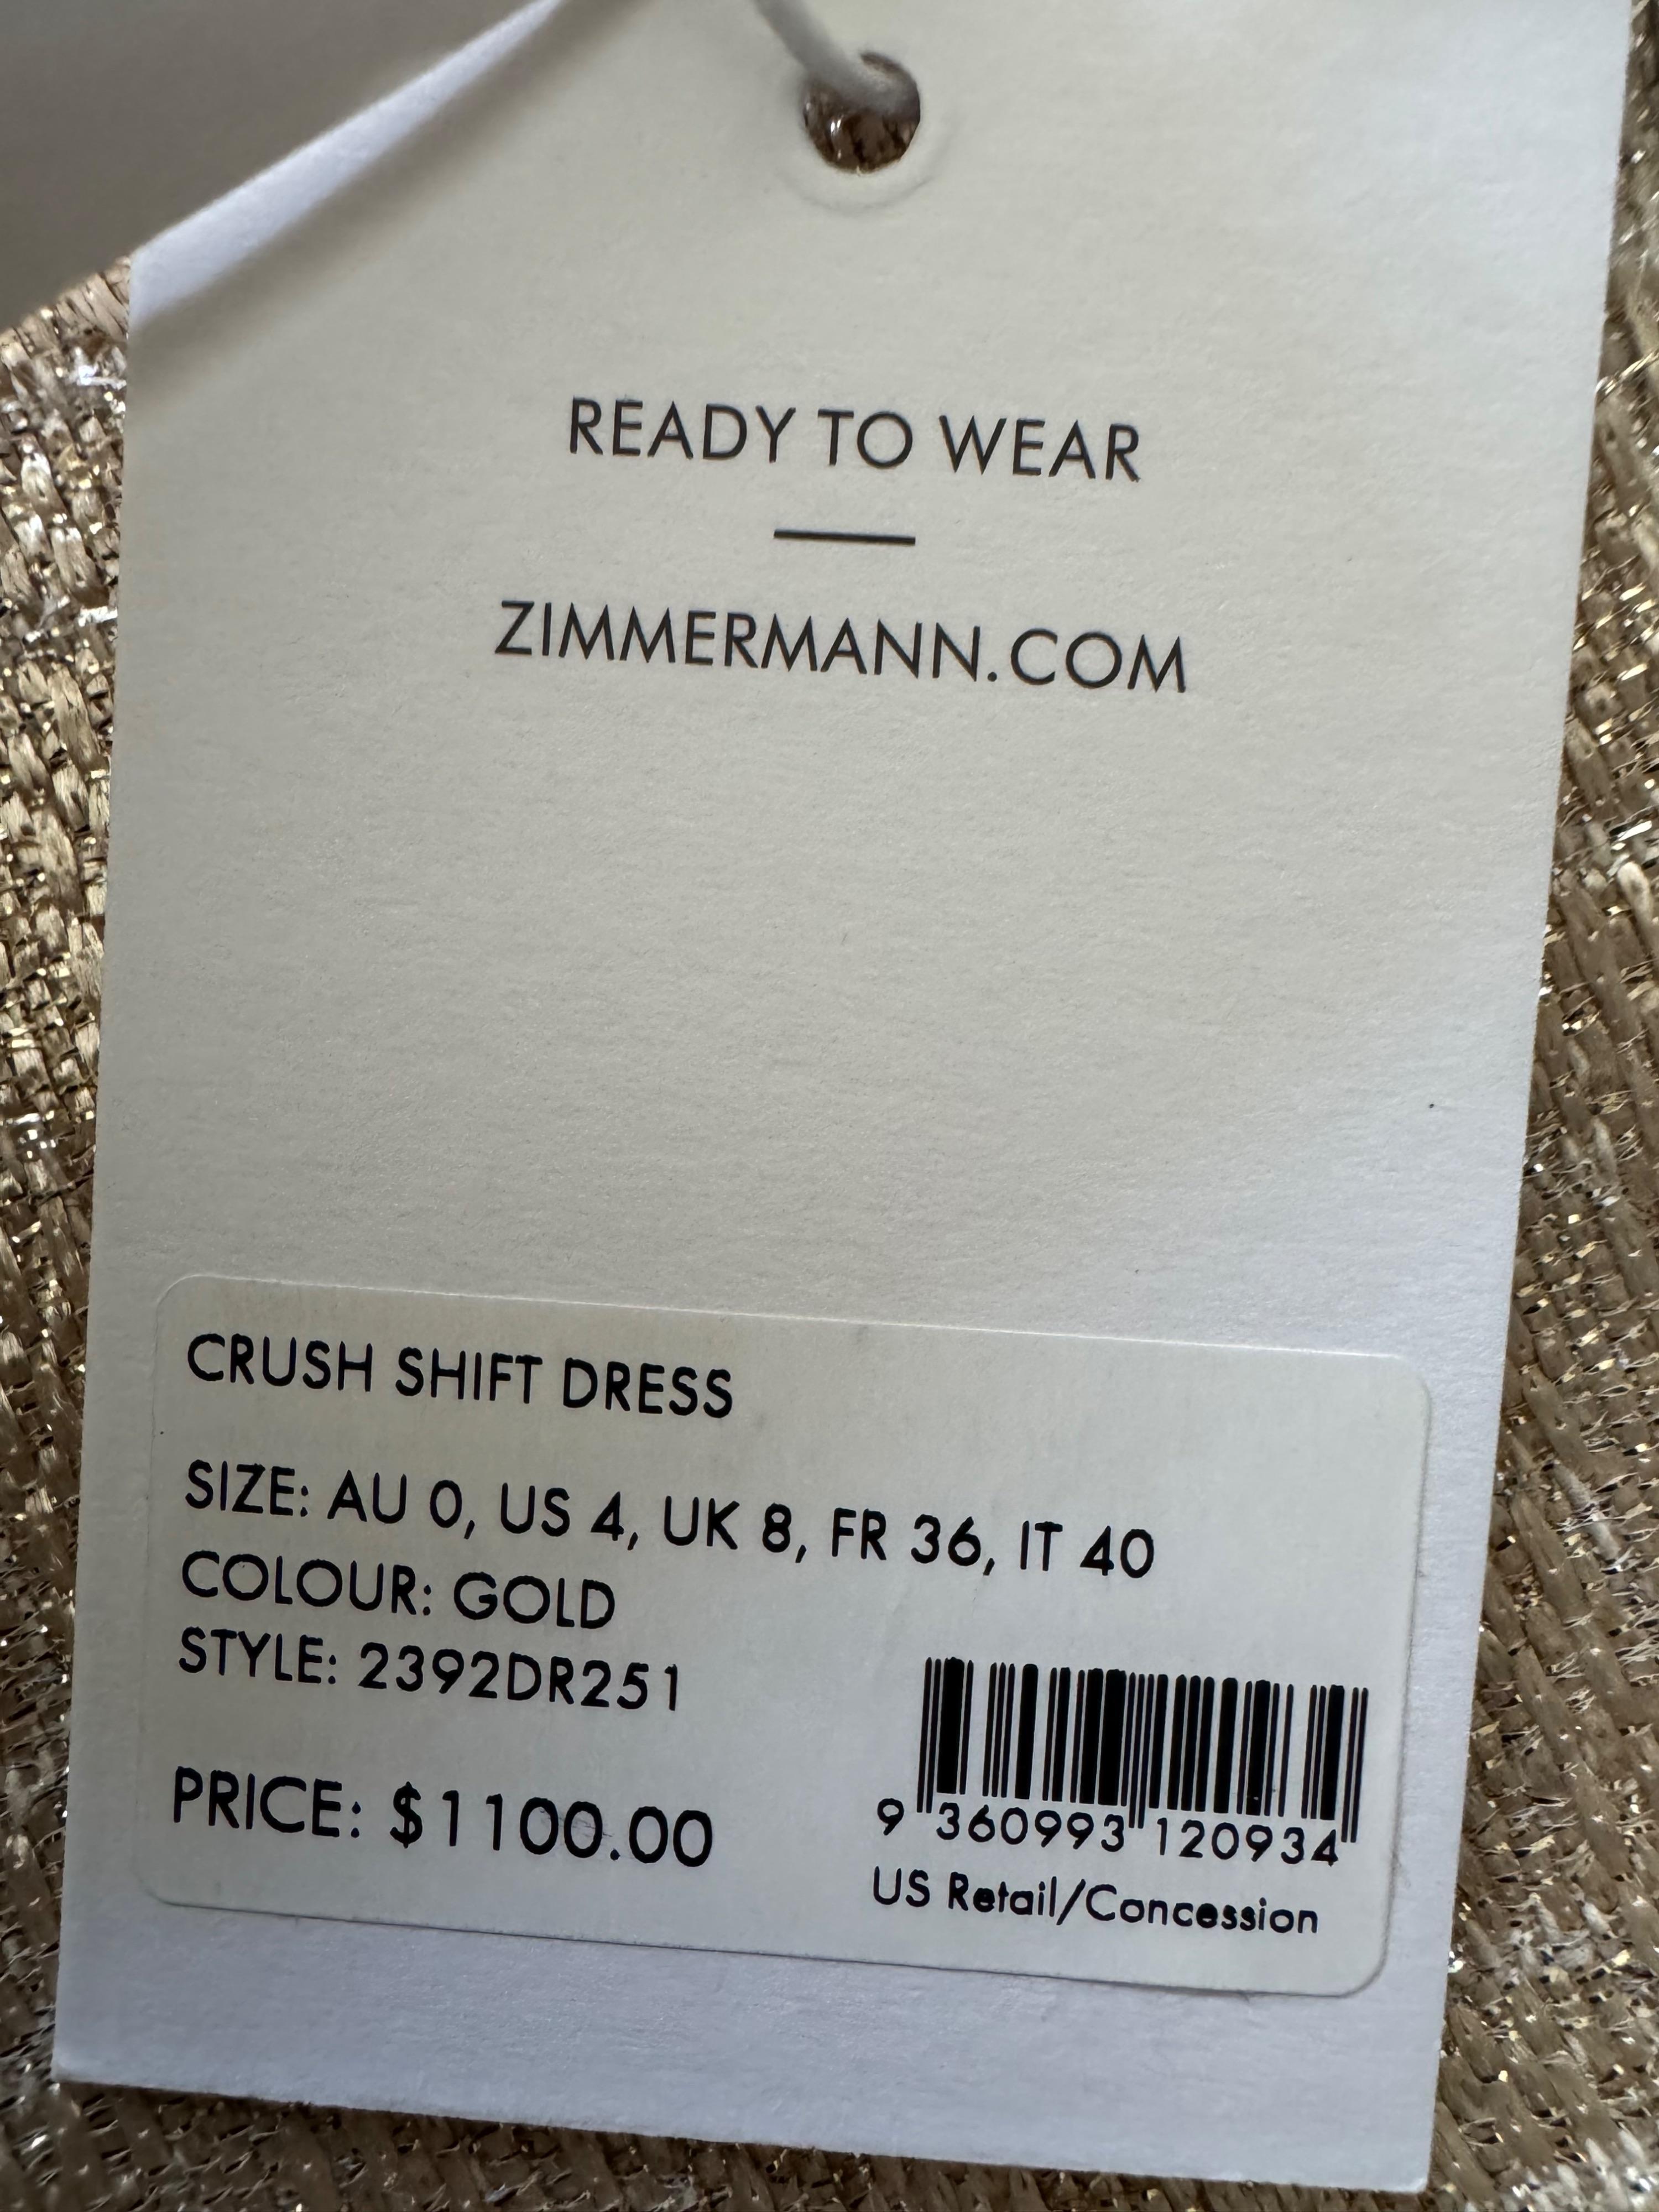 READY TO WEAR
ZIMMERMANN.COM
CRUSH SHIFT DRESS
SIZE: AU 0, US 4, UK 8, FR 36, IT 40
COLOUR: GOLD
STYLE: 2392DR251
PRICE: $1100.00
9 360993 120934
US Retail/Concession